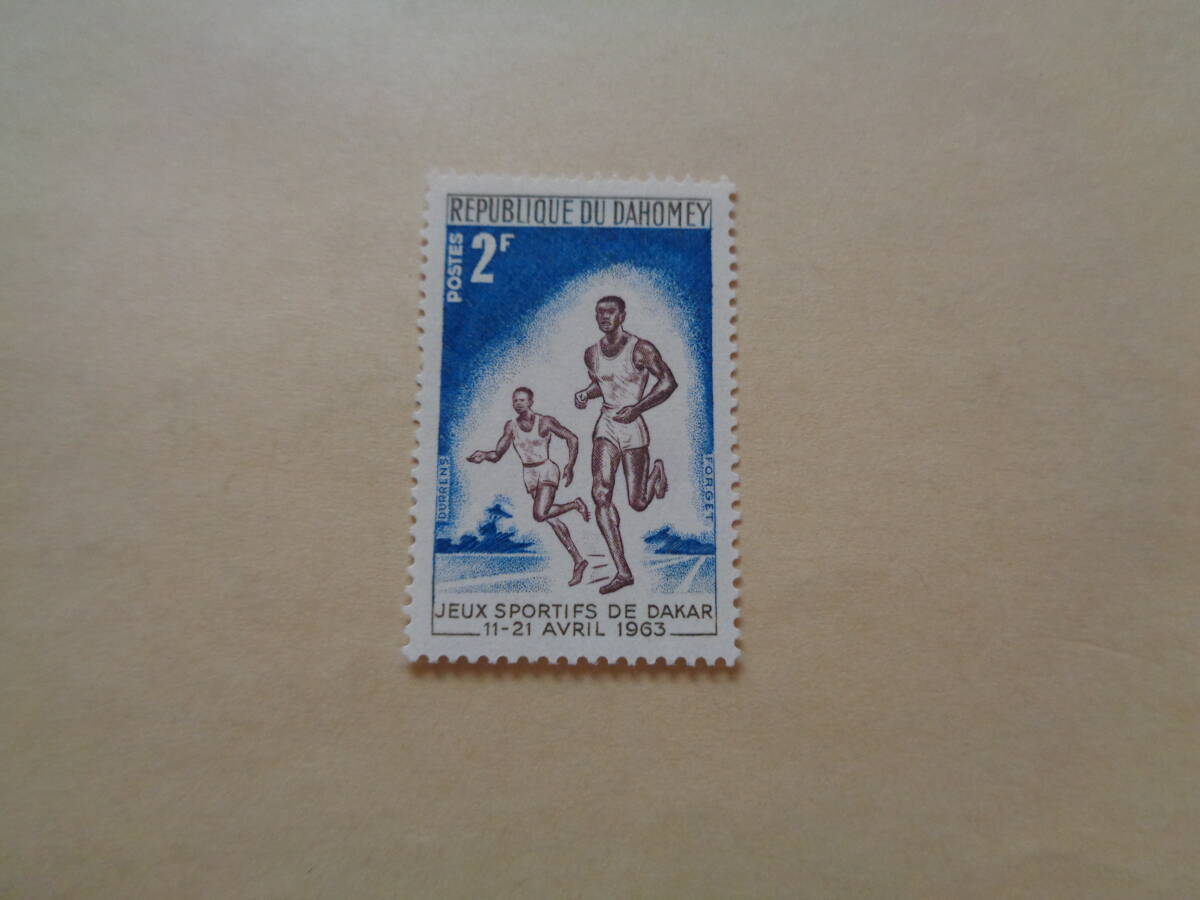 REPUBLIQUE DU DAHOMEY
POSTES 2F
DURRENS
FORGET
JEUX SPORTIFS DE DAKAR
11-21 AVRIL 1963